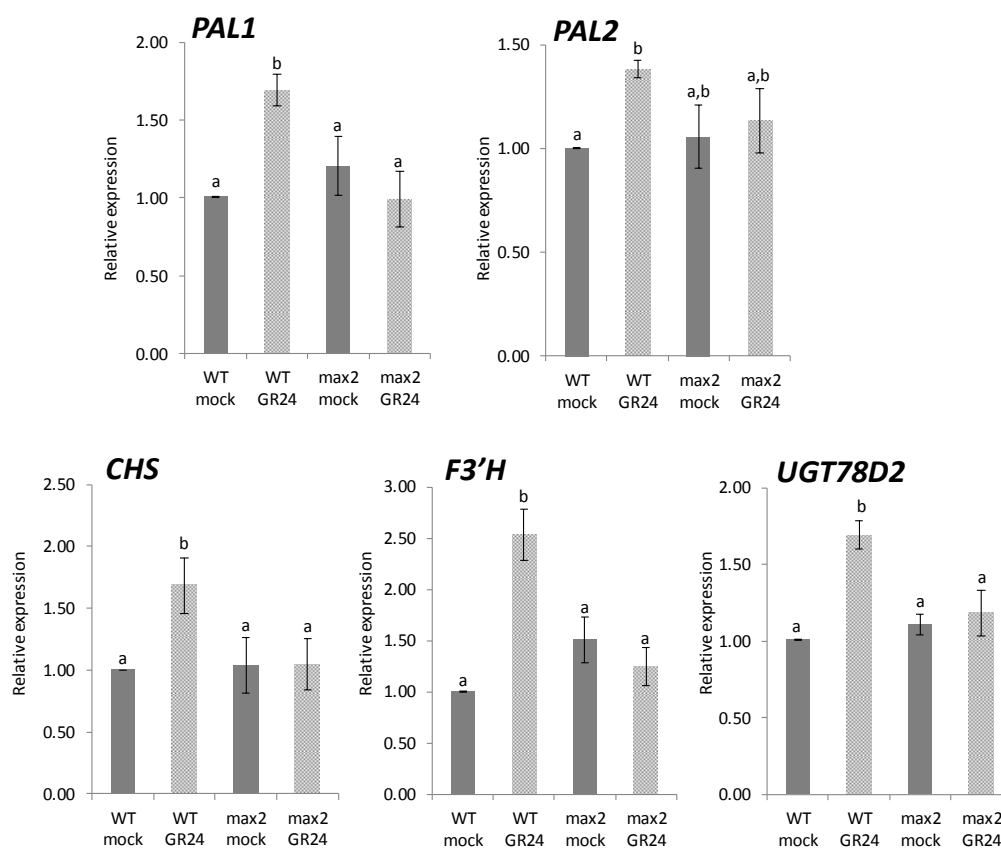 PAL1
2.00
1.50
1.00
0.50
0.00
Relative expression
a
b
a
a
WT mock
WT GR24
max2 mock
max2 GR24
PAL2
1.50
1.00
0.50
0.00
Relative expression
a
b
a,b
a,b
WT mock
WT GR24
max2 mock
max2 GR24
CHS
2.50
2.00
1.50
1.00
0.50
0.00
Relative expression
a
b
a
a
WT mock
WT GR24
max2 mock
max2 GR24
F3’H
3.00
2.50
2.00
1.50
1.00
0.50
0.00
Relative expression
a
b
a
a
WT mock
WT GR24
max2 mock
max2 GR24
UGT78D2
2.00
1.50
1.00
0.50
0.00
Relative expression
a
b
a
a
WT mock
WT GR24
max2 mock
max2 GR24